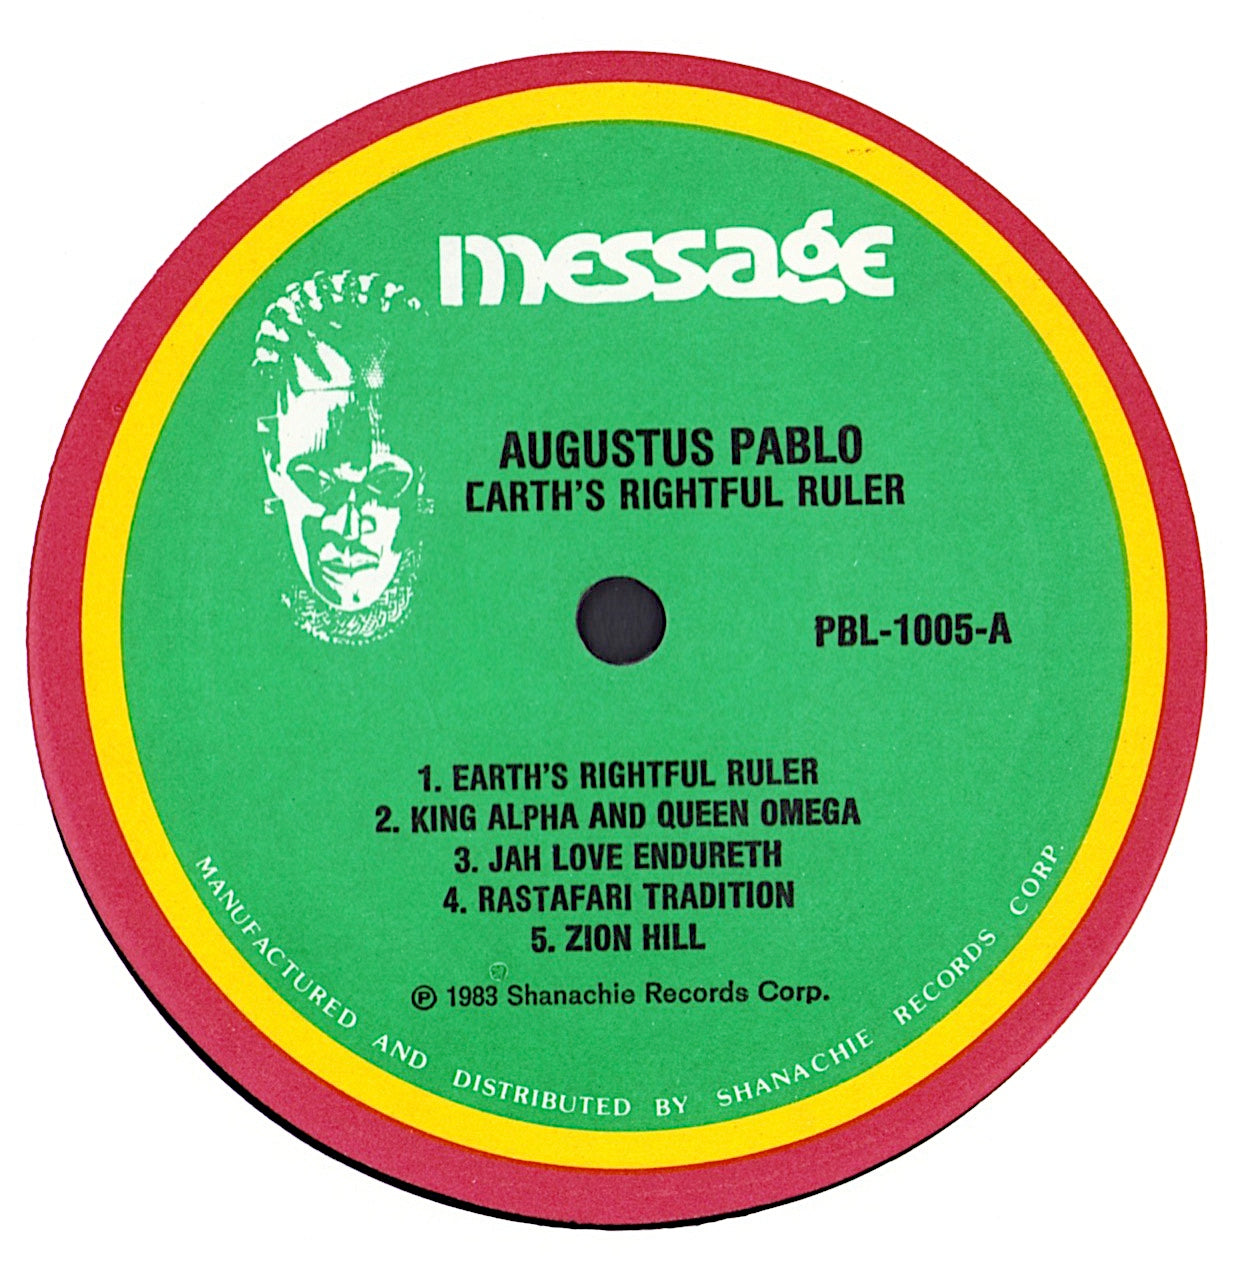 message
AUGUSTUS PABLO
EARTH'S RIGHTFUL RULER
PBL-1005-A
1. EARTH'S RIGHTFUL RULER
2. KING ALPHA AND QUEEN OMEGA
3. JAH LOVE ENDURETH
4. RASTAFARI TRADITION
5. ZION HILL
℗ 1983 Shanachie Records Corp.
MANUFACTURED AND DISTRIBUTED BY SHANACHIE RECORDS CORP.